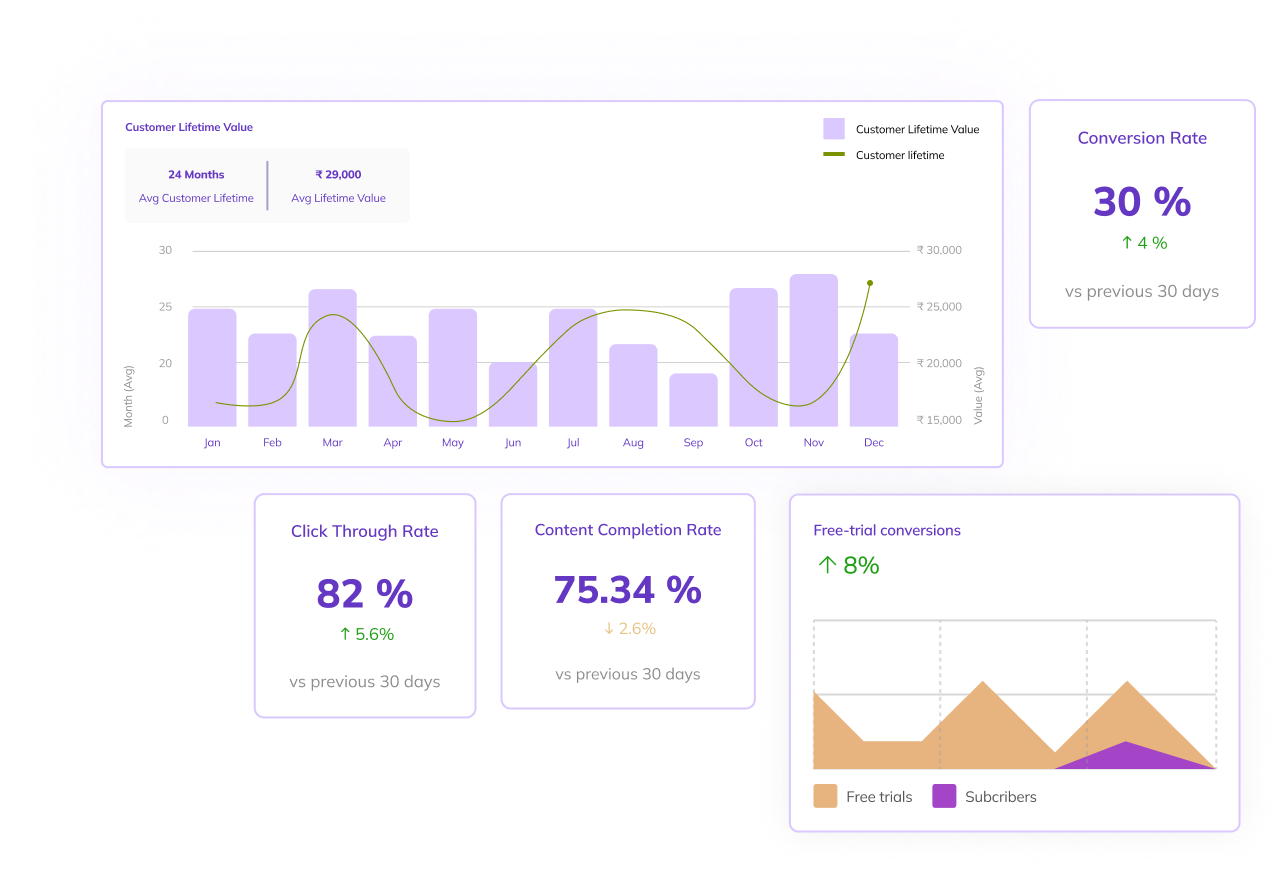 Customer Lifetime Value
24 Months
Avg Customer Lifetime
₹ 29,000
Avg Lifetime Value
Customer Lifetime Value
Customer lifetime
30
25
20
0
Month (Avg)
₹ 30,000
₹ 25,000
₹ 20,000
₹ 15,000
Value (Avg)
Jan Feb Mar Apr May Jun Jul Aug Sep Oct Nov Dec
Conversion Rate
30 %
↑ 4 %
vs previous 30 days
Click Through Rate
82 %
↑ 5.6%
vs previous 30 days
Content Completion Rate
75.34 %
↓ 2.6%
vs previous 30 days
Free-trial conversions
↑ 8%
Free trials
Subcribers